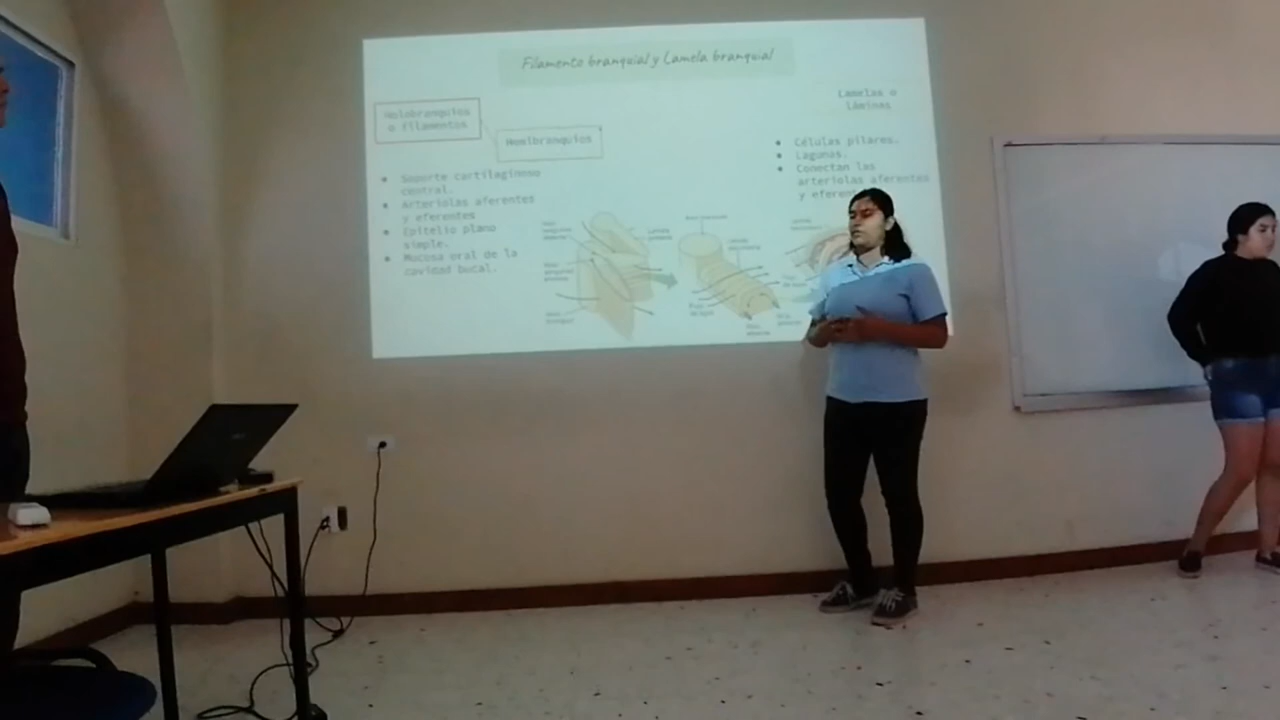 Filamento branquial y Lamela branquial
Holobranquios
o filamentos
Hemibranquios
Soporte cartilaginoso
central.
Arteriolas aferentes
y eferentes
Epitelio plano
simple.
Mucosa oral de la
cavidad bucal.
Lamelas o
Láminas
Células pilares.
Lagunas.
Conectan las
arteriolas aferentes
y eferen